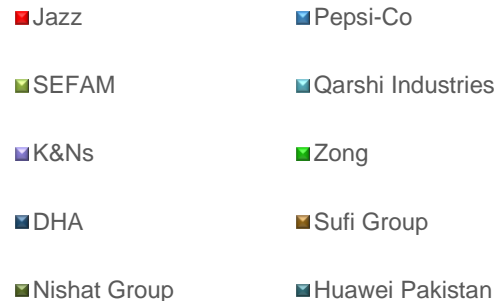 Jazz
Pepsi-Co
SEFAM
Qarshi Industries
K&Ns
Zong
DHA
Sufi Group
Nishat Group
Huawei Pakistan